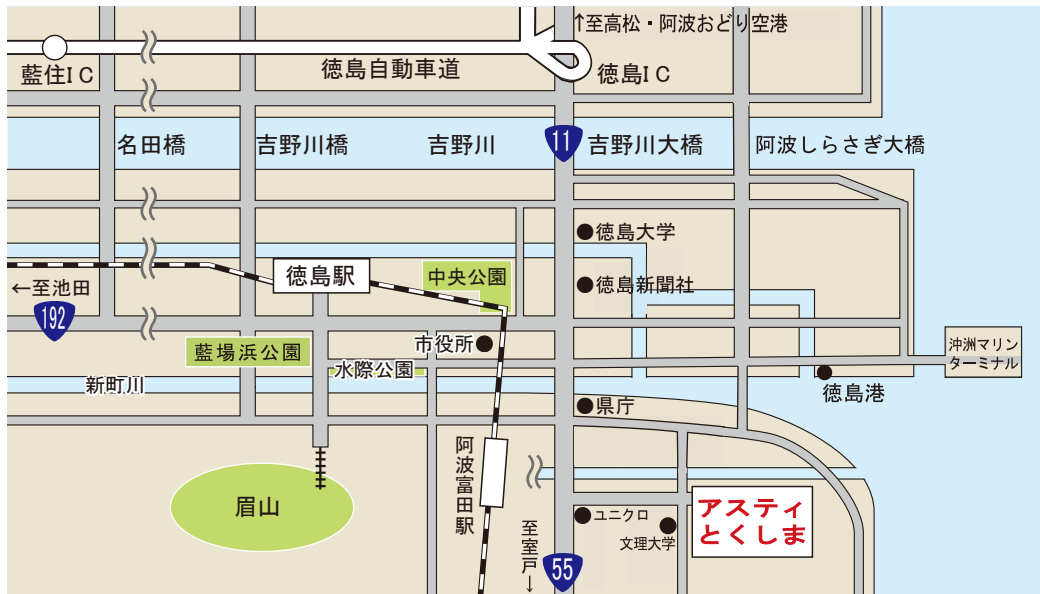 ↑至高松・阿波おどり空港
藍住IC
徳島自動車道
徳島IC
名田橋
吉野川橋
吉野川
11
吉野川大橋
阿波しらさぎ大橋
徳島大学
徳島駅
中央公園
←至池田
徳島新聞社
192
市役所
藍場浜公園
水際公園
沖洲マリン
ターミナル
新町川
徳島港
県庁
阿波富田駅
眉山
アスティ
とくしま
ユニクロ
文理大学
至室戸↓
55